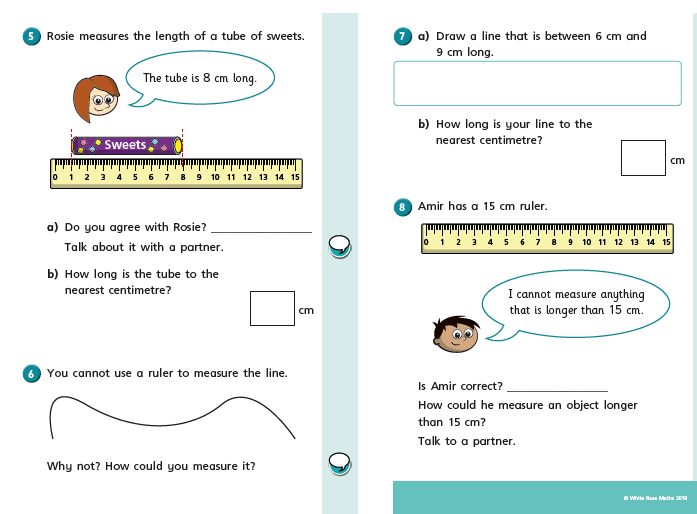 5 Rosie measures the length of a tube of sweets.
The tube is 8 cm long.
Sweets
0 1 2 3 4 5 6 7 8 9 10 11 12 13 14 15
a) Do you agree with Rosie? ________________
Talk about it with a partner.
b) How long is the tube to the
nearest centimetre?
cm
6 You cannot use a ruler to measure the line.
Why not? How could you measure it?
7 a) Draw a line that is between 6 cm and
9 cm long.
b) How long is your line to the
nearest centimetre?
cm
8 Amir has a 15 cm ruler.
0 1 2 3 4 5 6 7 8 9 10 11 12 13 14 15
I cannot measure anything
that is longer than 15 cm.
Is Amir correct? ________________
How could he measure an object longer
than 15 cm?
Talk to a partner.
© White Rose Maths 2019